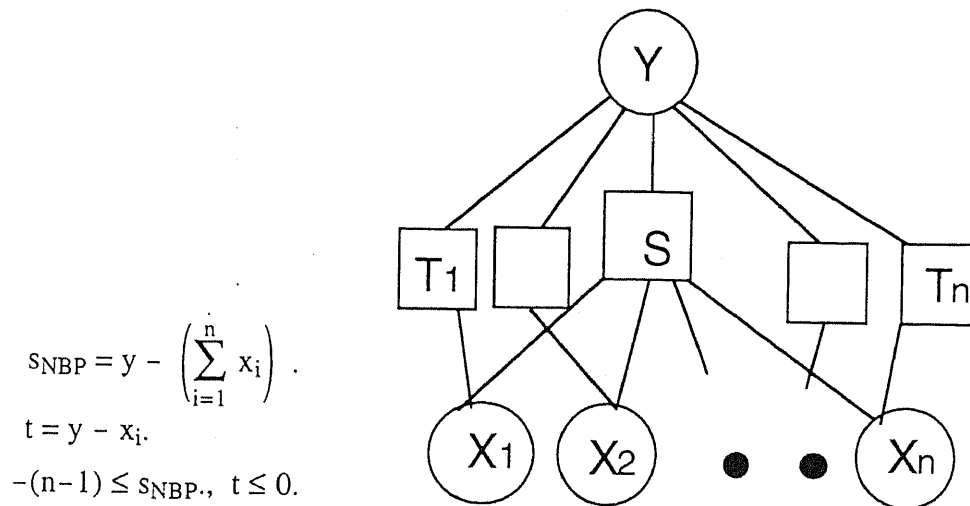 Y
S
T1
Tn
s_NBP = y – (∑_{i=1}^{n} x_i) .
t = y – x_i.
-(n–1) ≤ s_NBP., t ≤ 0.
X1
X2
Xn